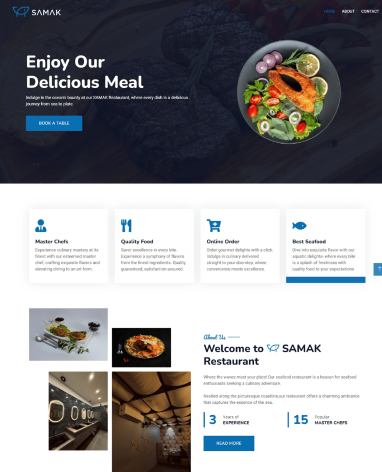 SAMAK
HOME ABOUT CONTACT
Enjoy Our
Delicious Meal
Indulge in the oceanic bounty at our SAMAK Restaurant, where every dish is a delicious
journey from sea to plate.
BOOK A TABLE
Master Chefs
Experience culinary mastery at its
finest with our esteemed master
chef, crafting exquisite flavors and
elevating dining to an art form.
Quality Food
Savor excellence in every bite.
Experience a symphony of flavors
from the finest ingredients. Quality
guaranteed, satisfaction assured.
Online Order
Order gourmet delights with a click.
Indulge in culinary delivered
straight to your doorstep, where
convenience meets excellence.
Best Seafood
Dive into exquisite flavor with our
aquatic delights- where every bite
is a splash of freshness with
quality food to your expectations
About Us
Welcome to SAMAK
Restaurant
Where the waves meet your plate! Our seafood restaurant is a haven for seafood
enthusiasts seeking a culinary adventure.
Nestled along the picturesque coastline,our restaurant offers a charming ambiance
that captures the essence of the sea.
3 Years of
EXPERIENCE
15 Popular
MASTER CHEFS
READ MORE